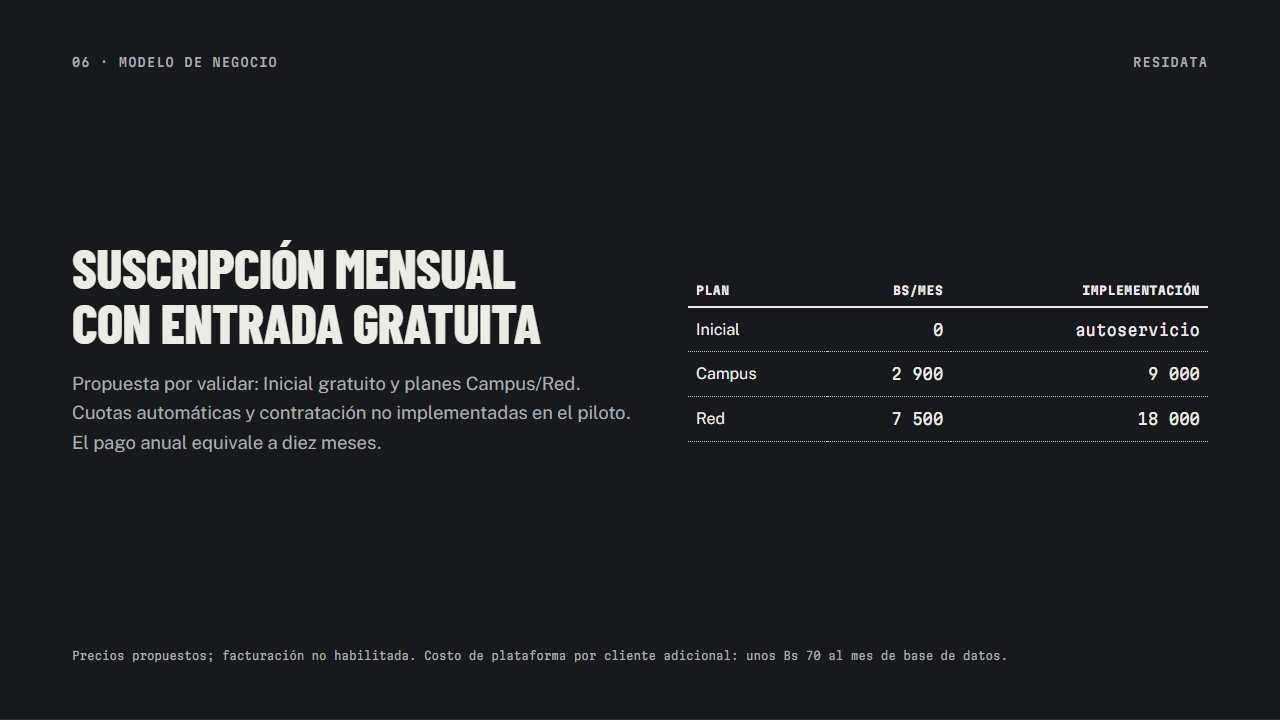 06 · MODELO DE NEGOCIO
RESIDATA
SUSCRIPCIÓN MENSUAL
CON ENTRADA GRATUITA
Propuesta por validar: Inicial gratuito y planes Campus/Red.
Cuotas automáticas y contratación no implementadas en el piloto.
El pago anual equivale a diez meses.
PLAN BS/MES IMPLEMENTACIÓN
Inicial 0 autoservicio
Campus 2 900 9 000
Red 7 500 18 000
Precios propuestos; facturación no habilitada. Costo de plataforma por cliente adicional: unos Bs 70 al mes de base de datos.